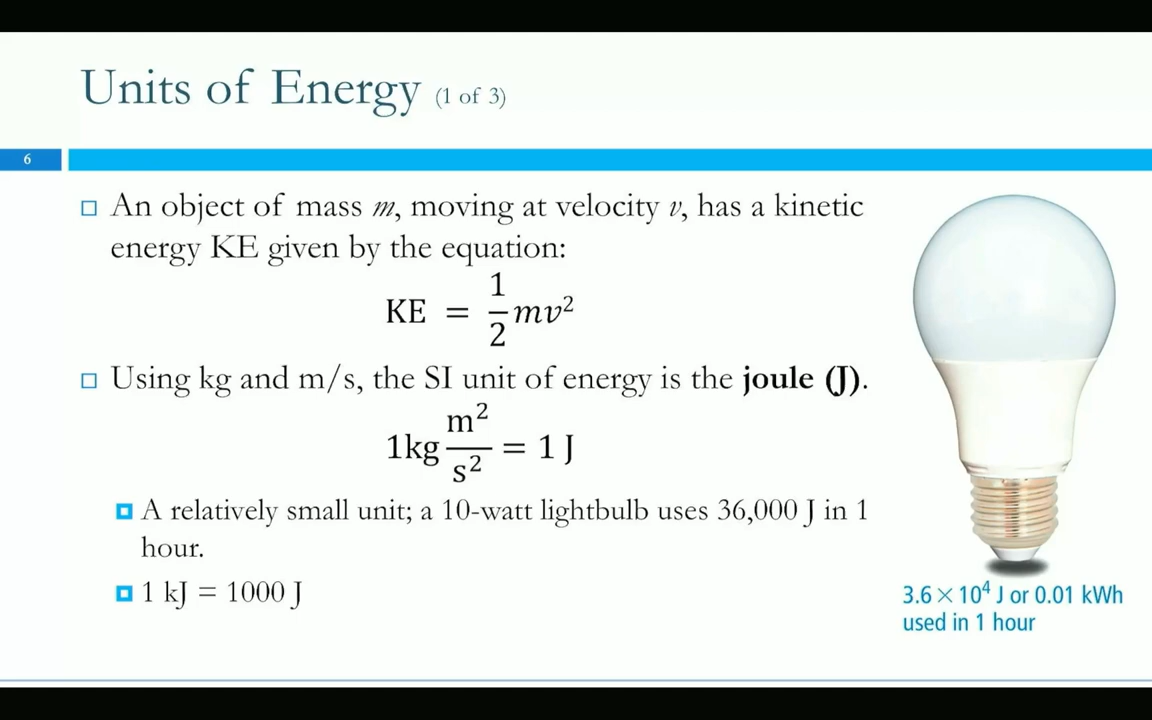 Units of Energy (1 of 3)
6
□ An object of mass m, moving at velocity v, has a kinetic
energy KE given by the equation:
KE = 1/2 mv²
□ Using kg and m/s, the SI unit of energy is the joule (J).
1kg m²/s² = 1 J
□ A relatively small unit; a 10-watt lightbulb uses 36,000 J in 1
hour.
□ 1 kJ = 1000 J
3.6 × 10⁴ J or 0.01 kWh
used in 1 hour